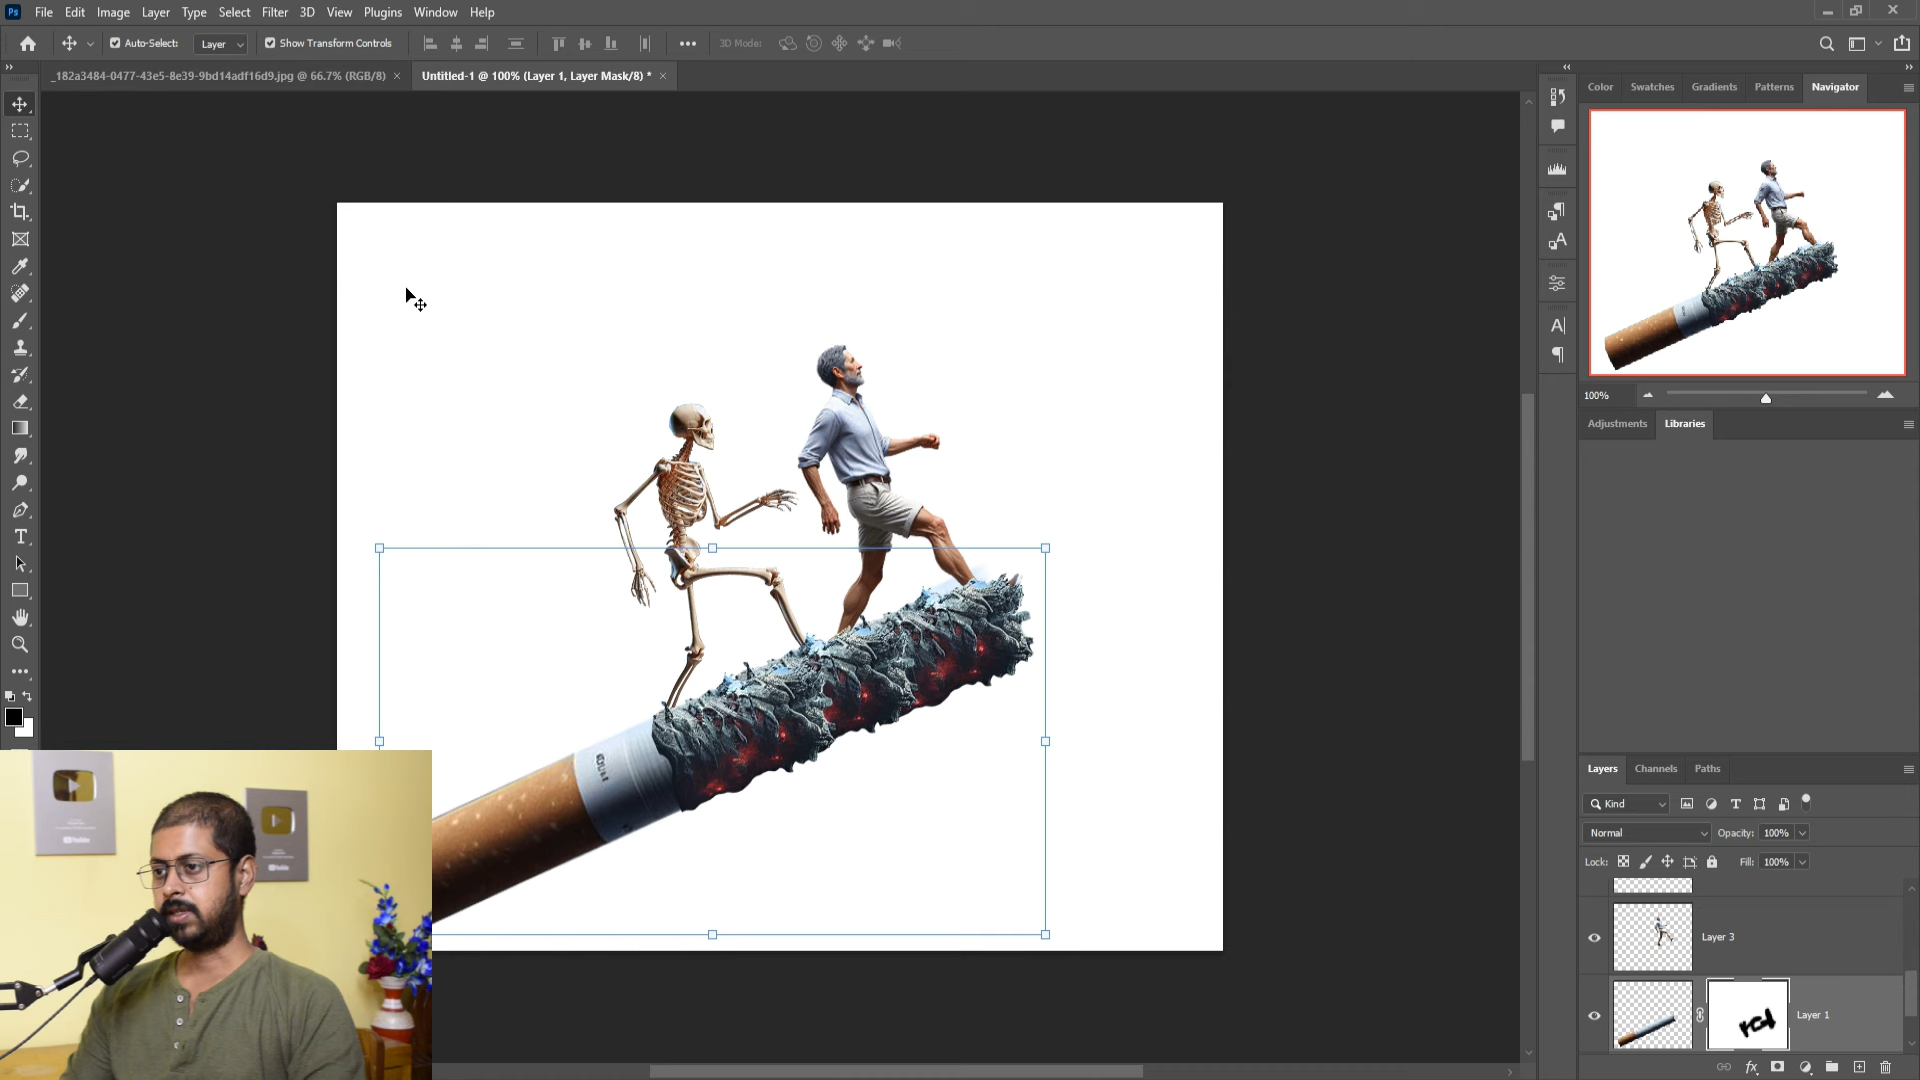 Ps File Edit Image Layer Type Select Filter 3D View Plugins Window Help
Auto-Select: Layer Show Transform Controls 3D Mode:
_182a3484-0477-43e5-8e39-9bd14adf16d9.jpg @ 66.7% (RGB/8) × Untitled-1 @ 100% (Layer 1, Layer Mask/8) * ×
Color Swatches Gradients Patterns Navigator
100%
Adjustments Libraries
Layers Channels Paths
Kind
Normal Opacity: 100%
Lock: Fill: 100%
Layer 3
Layer 1